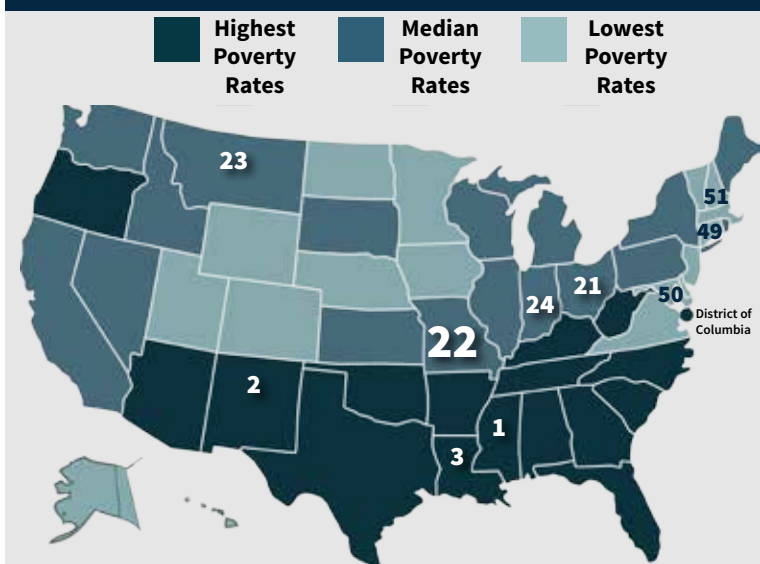 Highest
Poverty
Rates
Median
Poverty
Rates
Lowest
Poverty
Rates
23
51
49
21
24
50
District of
Columbia
22
2
1
3